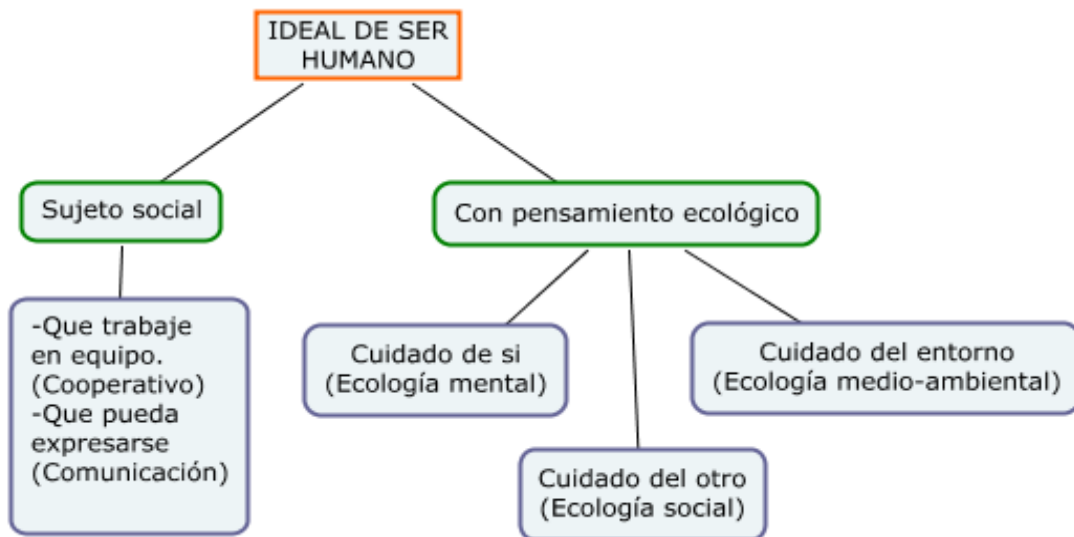 IDEAL DE SER
HUMANO
Sujeto social
Con pensamiento ecológico
-Que trabaje
en equipo.
(Cooperativo)
-Que pueda
expresarse
(Comunicación)
Cuidado de si
(Ecología mental)
Cuidado del otro
(Ecología social)
Cuidado del entorno
(Ecología medio-ambiental)